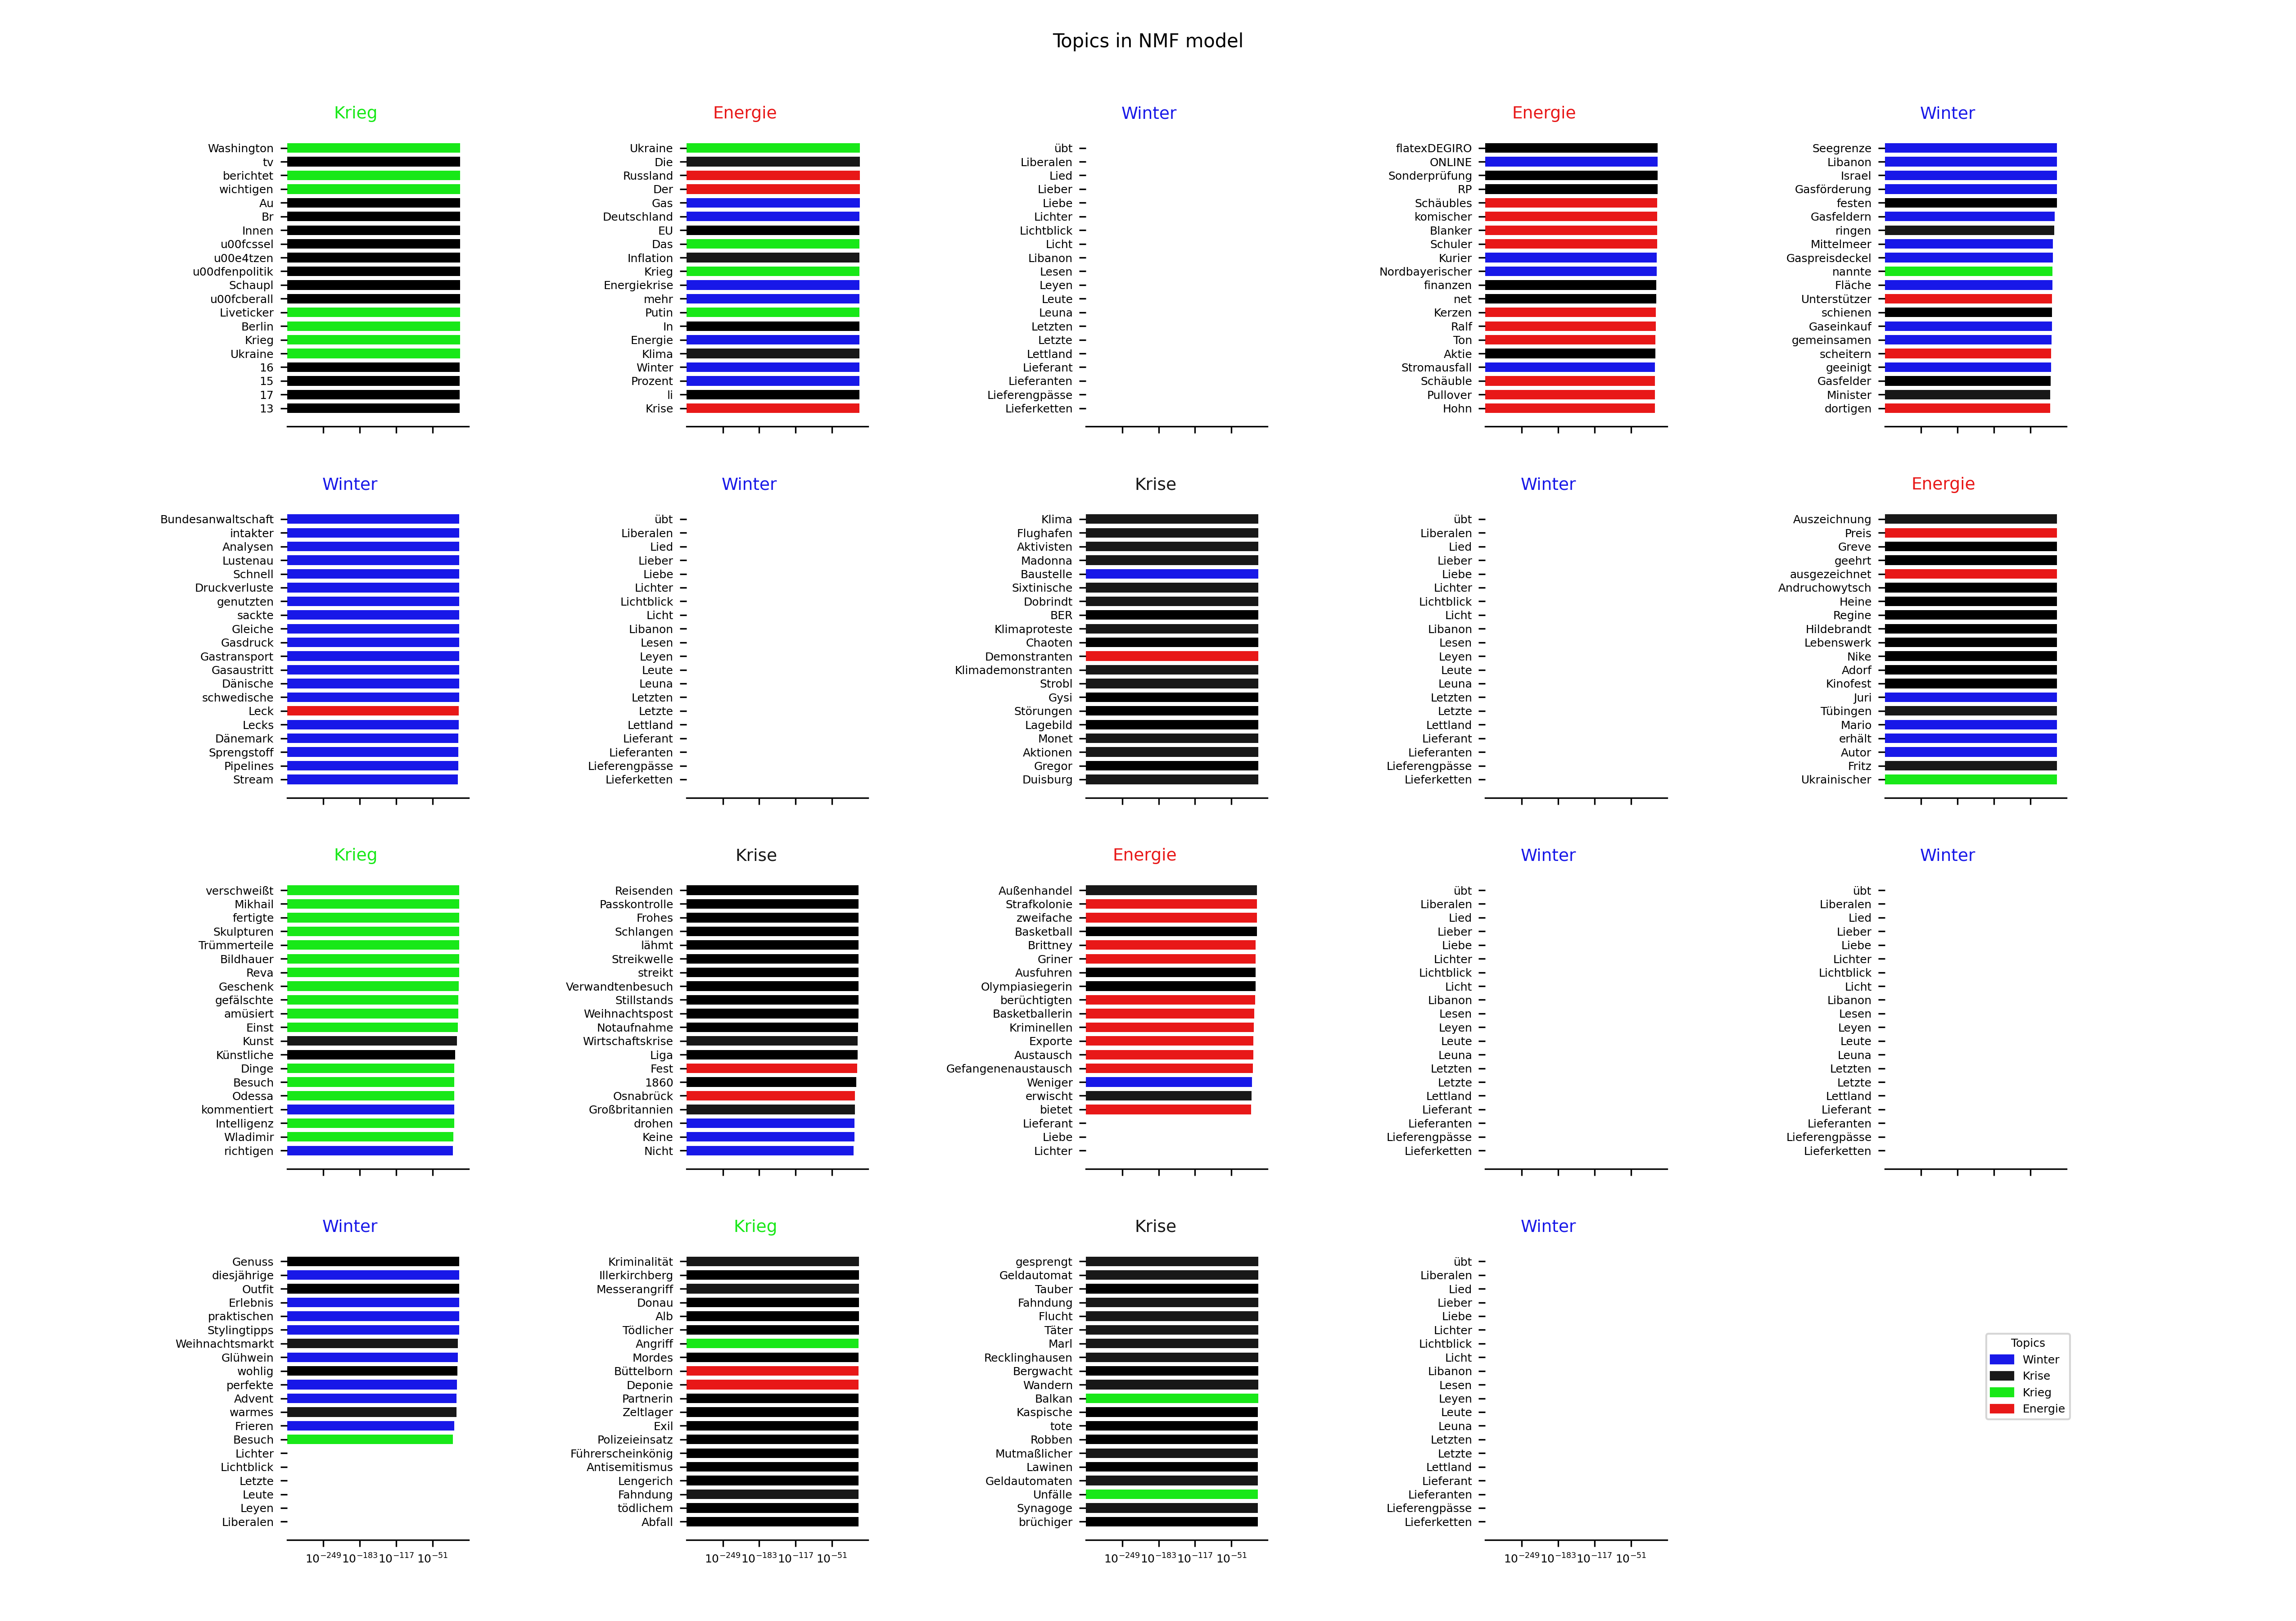 Topics in NMF model
Krieg
Washington
tv
berichtet
wichtigen
Au
Br
Innen
u00fcssel
u00e4tzen
u00dfenpolitik
Schaupl
u00fcberall
Liveticker
Berlin
Krieg
Ukraine
16
15
17
13
Energie
Ukraine
Die
Russland
Der
Gas
Deutschland
EU
Das
Inflation
Krieg
Energiekrise
mehr
Putin
In
Energie
Klima
Winter
Prozent
li
Krise
Winter
übt
Liberalen
Lied
Lieber
Liebe
Lichter
Lichtblick
Licht
Libanon
Lesen
Leyen
Leute
Leuna
Letzten
Letzte
Lettland
Lieferant
Lieferanten
Lieferengpässe
Lieferketten
Energie
flatexDEGIRO
ONLINE
Sonderprüfung
RP
Schäubles
komischer
Blanker
Schuler
Kurier
Nordbayerischer
finanzen
net
Kerzen
Ralf
Ton
Aktie
Stromausfall
Schäuble
Pullover
Hohn
Winter
Seegrenze
Libanon
Israel
Gasförderung
festen
Gasfeldern
ringen
Mittelmeer
Gaspreisdeckel
nannte
Fläche
Unterstützer
schienen
Gaseinkauf
gemeinsamen
scheitern
geeinigt
Gasfelder
Minister
dortigen
Winter
Bundesanwaltschaft
intakter
Analysen
Lustenau
Schnell
Druckverluste
genutzten
sackte
Gleiche
Gasdruck
Gastransport
Gasaustritt
Dänische
schwedische
Leck
Lecks
Dänemark
Sprengstoff
Pipelines
Stream
Winter
übt
Liberalen
Lied
Lieber
Liebe
Lichter
Lichtblick
Licht
Libanon
Lesen
Leyen
Leute
Leuna
Letzten
Letzte
Lettland
Lieferant
Lieferanten
Lieferengpässe
Lieferketten
Krise
Klima
Flughafen
Aktivisten
Madonna
Baustelle
Sixtinische
Dobrindt
BER
Klimaproteste
Chaoten
Demonstranten
Klimademonstranten
Strobl
Gysi
Störungen
Lagebild
Monet
Aktionen
Gregor
Duisburg
Winter
übt
Liberalen
Lied
Lieber
Liebe
Lichter
Lichtblick
Licht
Libanon
Lesen
Leyen
Leute
Leuna
Letzten
Letzte
Lettland
Lieferant
Lieferanten
Lieferengpässe
Lieferketten
Energie
Auszeichnung
Preis
Greve
geehrt
ausgezeichnet
Andruchowytsch
Heine
Regine
Hildebrandt
Lebenswerk
Nike
Adorf
Kinofest
Juri
Tübingen
Mario
erhält
Autor
Fritz
Ukrainischer
Krieg
verschweißt
Mikhail
fertigte
Skulpturen
Trümmerteile
Bildhauer
Reva
Geschenk
gefälschte
amüsiert
Einst
Kunst
Künstliche
Dinge
Besuch
Odessa
kommentiert
Intelligenz
Wladimir
richtigen
Krise
Reisenden
Passkontrolle
Frohes
Schlangen
lähmt
Streikwelle
streikt
Verwandtenbesuch
Stillstands
Weihnachtspost
Notaufnahme
Wirtschaftskrise
Liga
Fest
1860
Osnabrück
Großbritannien
drohen
Keine
Nicht
Energie
Außenhandel
Strafkolonie
zweifache
Basketball
Brittney
Griner
Ausfuhren
Olympiasiegerin
berüchtigten
Basketballerin
Kriminellen
Exporte
Austausch
Gefangenenaustausch
Weniger
erwischt
bietet
Lieferant
Liebe
Lichter
Winter
übt
Liberalen
Lied
Lieber
Liebe
Lichter
Lichtblick
Licht
Libanon
Lesen
Leyen
Leute
Leuna
Letzten
Letzte
Lettland
Lieferant
Lieferanten
Lieferengpässe
Lieferketten
Winter
übt
Liberalen
Lied
Lieber
Liebe
Lichter
Lichtblick
Licht
Libanon
Lesen
Leyen
Leute
Leuna
Letzten
Letzte
Lettland
Lieferant
Lieferanten
Lieferengpässe
Lieferketten
Winter
Genuss
diesjährige
Outfit
Erlebnis
praktischen
Stylingtipps
Weihnachtsmarkt
Glühwein
wohlig
perfekte
Advent
warmes
Frieren
Besuch
Lichter
Lichtblick
Letzte
Leute
Leyen
Liberalen
10⁻²⁴⁹ 10⁻¹⁸³ 10⁻¹¹⁷ 10⁻⁵¹
Krieg
Kriminalität
Illerkirchberg
Messerangriff
Donau
Alb
Tödlicher
Angriff
Mordes
Büttelborn
Deponie
Partnerin
Zeltlager
Exil
Polizeieinsatz
Führerscheinkönig
Antisemitismus
Lengerich
Fahndung
tödlichem
Abfall
10⁻²⁴⁹ 10⁻¹⁸³ 10⁻¹¹⁷ 10⁻⁵¹
Krise
gesprengt
Geldautomat
Tauber
Fahndung
Flucht
Täter
Marl
Recklinghausen
Bergwacht
Wandern
Balkan
Kaspische
tote
Robben
Mutmaßlicher
Lawinen
Geldautomaten
Unfälle
Synagoge
brüchiger
10⁻²⁴⁹ 10⁻¹⁸³ 10⁻¹¹⁷ 10⁻⁵¹
Winter
übt
Liberalen
Lied
Lieber
Liebe
Lichter
Lichtblick
Licht
Libanon
Lesen
Leyen
Leute
Leuna
Letzten
Letzte
Lettland
Lieferant
Lieferanten
Lieferengpässe
Lieferketten
10⁻²⁴⁹ 10⁻¹⁸³ 10⁻¹¹⁷ 10⁻⁵¹
Topics
Winter
Krise
Krieg
Energie